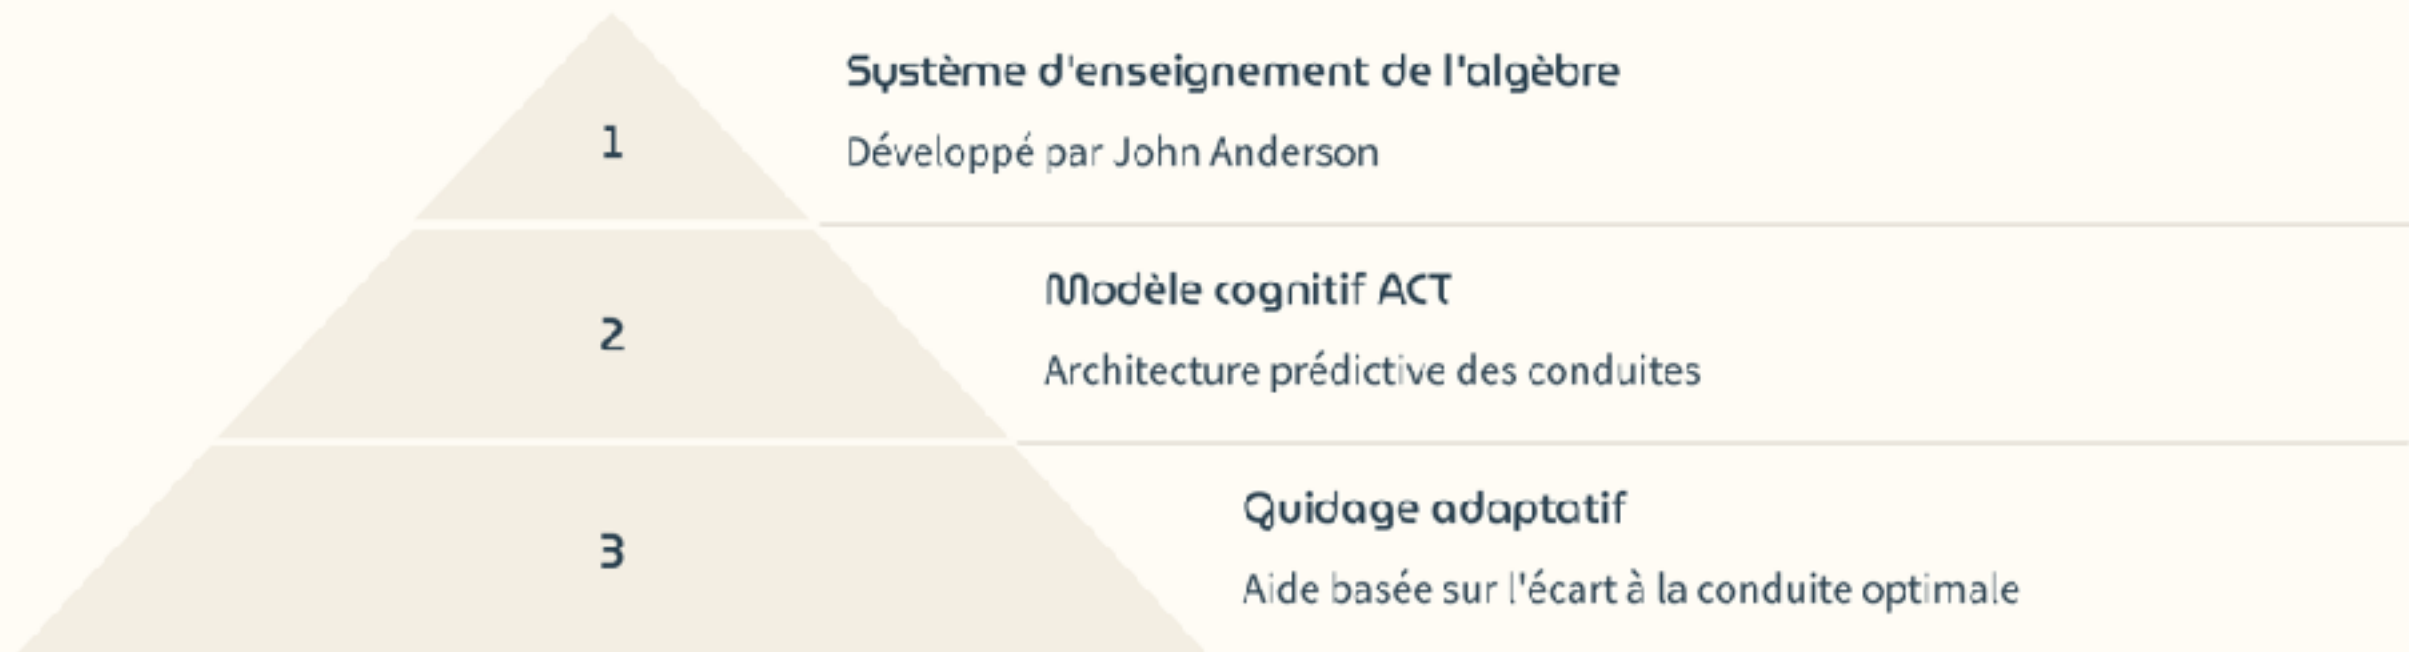 1
Système d'enseignement de l'algèbre
Développé par John Anderson
2
Modèle cognitif ACT
Architecture prédictive des conduites
3
Guidage adaptatif
Aide basée sur l'écart à la conduite optimale